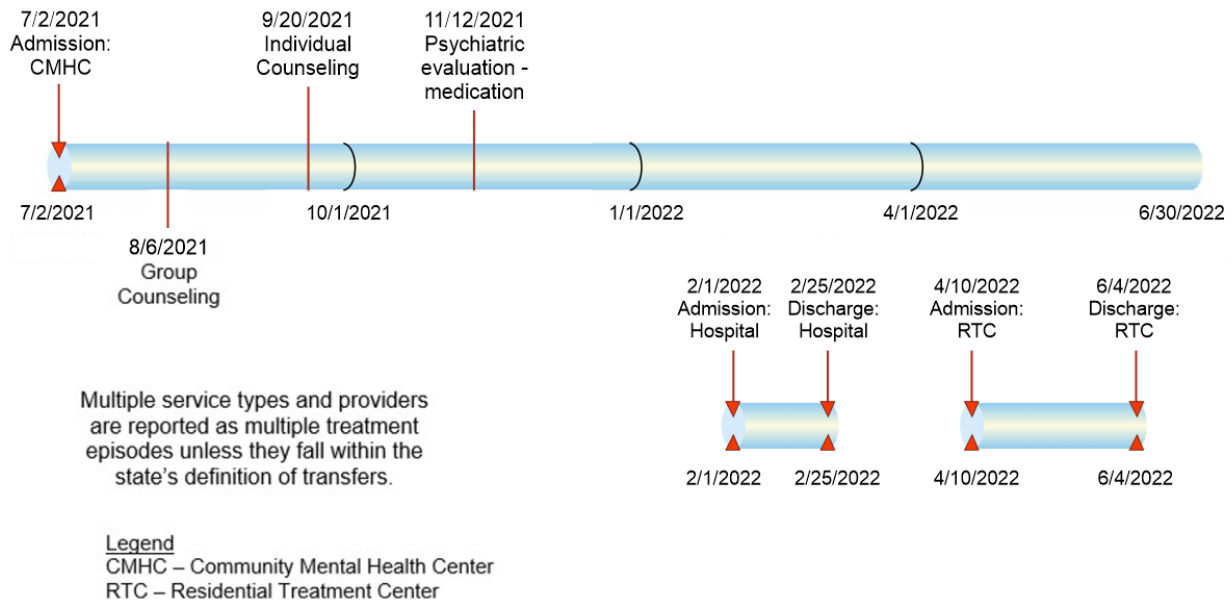 7/2/2021
Admission:
CMHC
9/20/2021
Individual
Counseling
11/12/2021
Psychiatric
evaluation -
medication
7/2/2021
10/1/2021
1/1/2022
4/1/2022
6/30/2022
8/6/2021
Group
Counseling
2/1/2022
Admission:
Hospital
2/25/2022
Discharge:
Hospital
4/10/2022
Admission:
RTC
6/4/2022
Discharge:
RTC
2/1/2022
2/25/2022
4/10/2022
6/4/2022
Multiple service types and providers
are reported as multiple treatment
episodes unless they fall within the
state’s definition of transfers.
Legend
CMHC – Community Mental Health Center
RTC – Residential Treatment Center